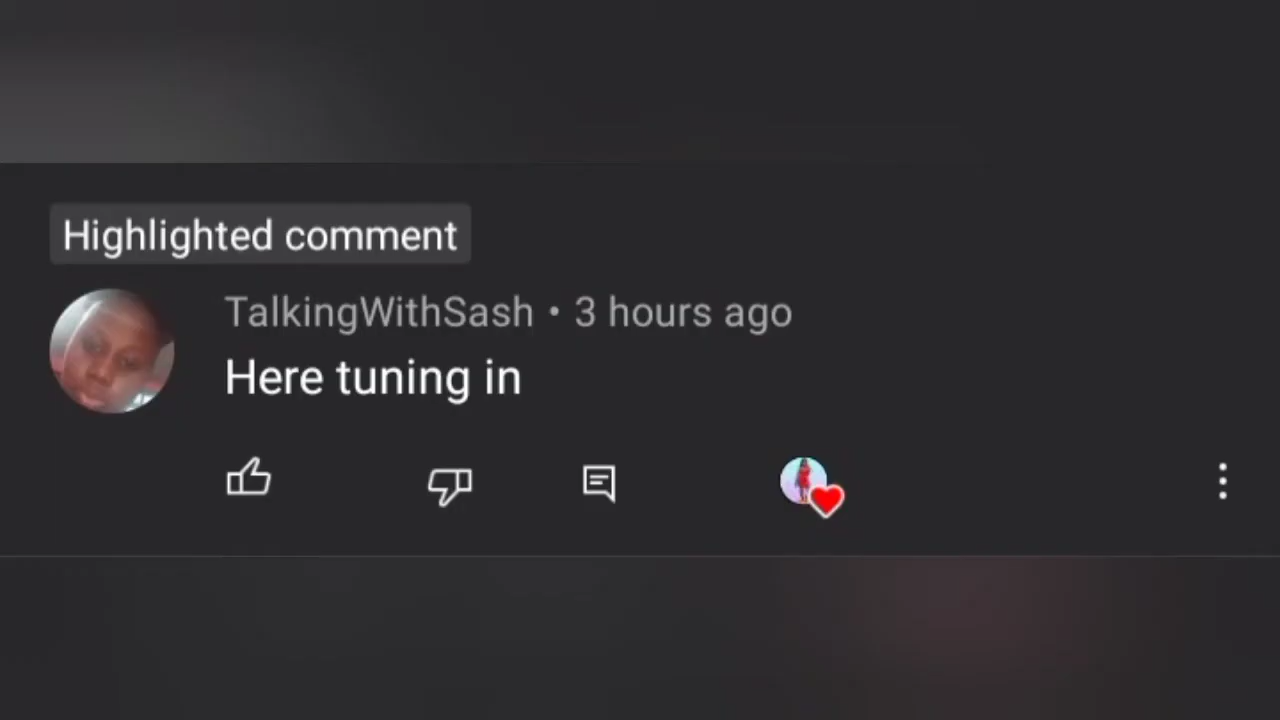 Highlighted comment
TalkingWithSash • 3 hours ago
Here tuning in